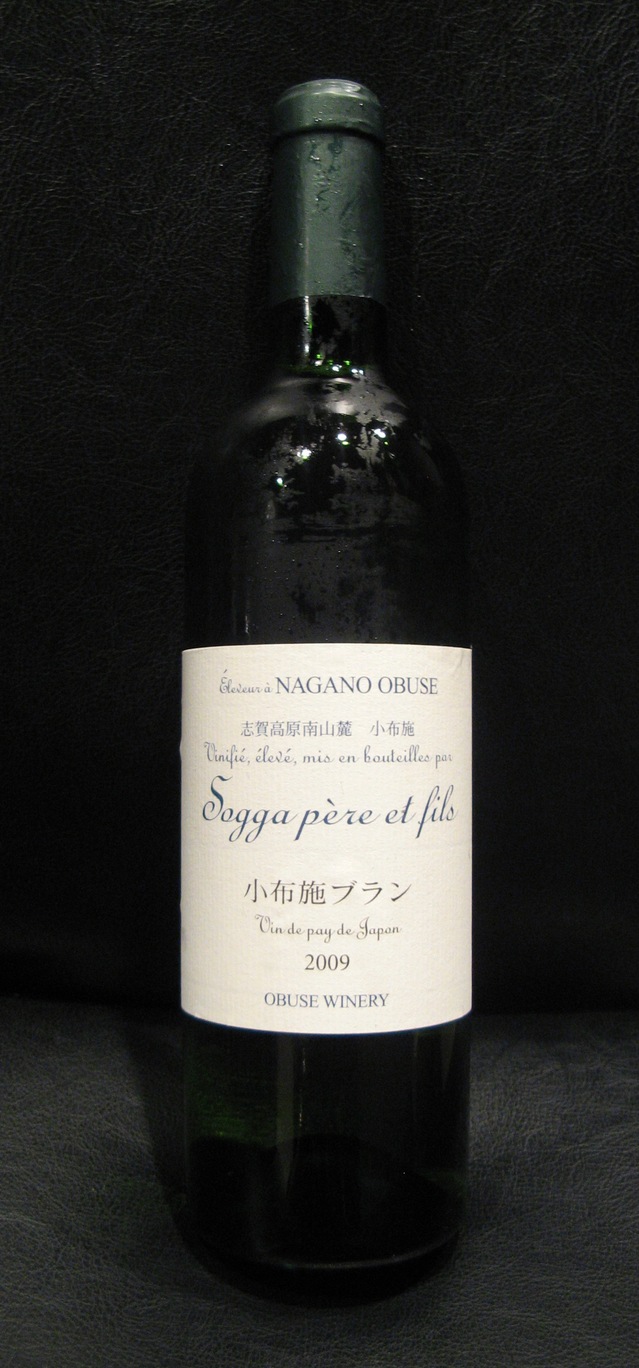 Éleveur à NAGANO OBUSE
志賀高原南山麓　小布施
Vinifié, élevé, mis en bouteilles par
Sogga père et fils
小布施ブラン
Vin de pay de Japon
2009
OBUSE WINERY